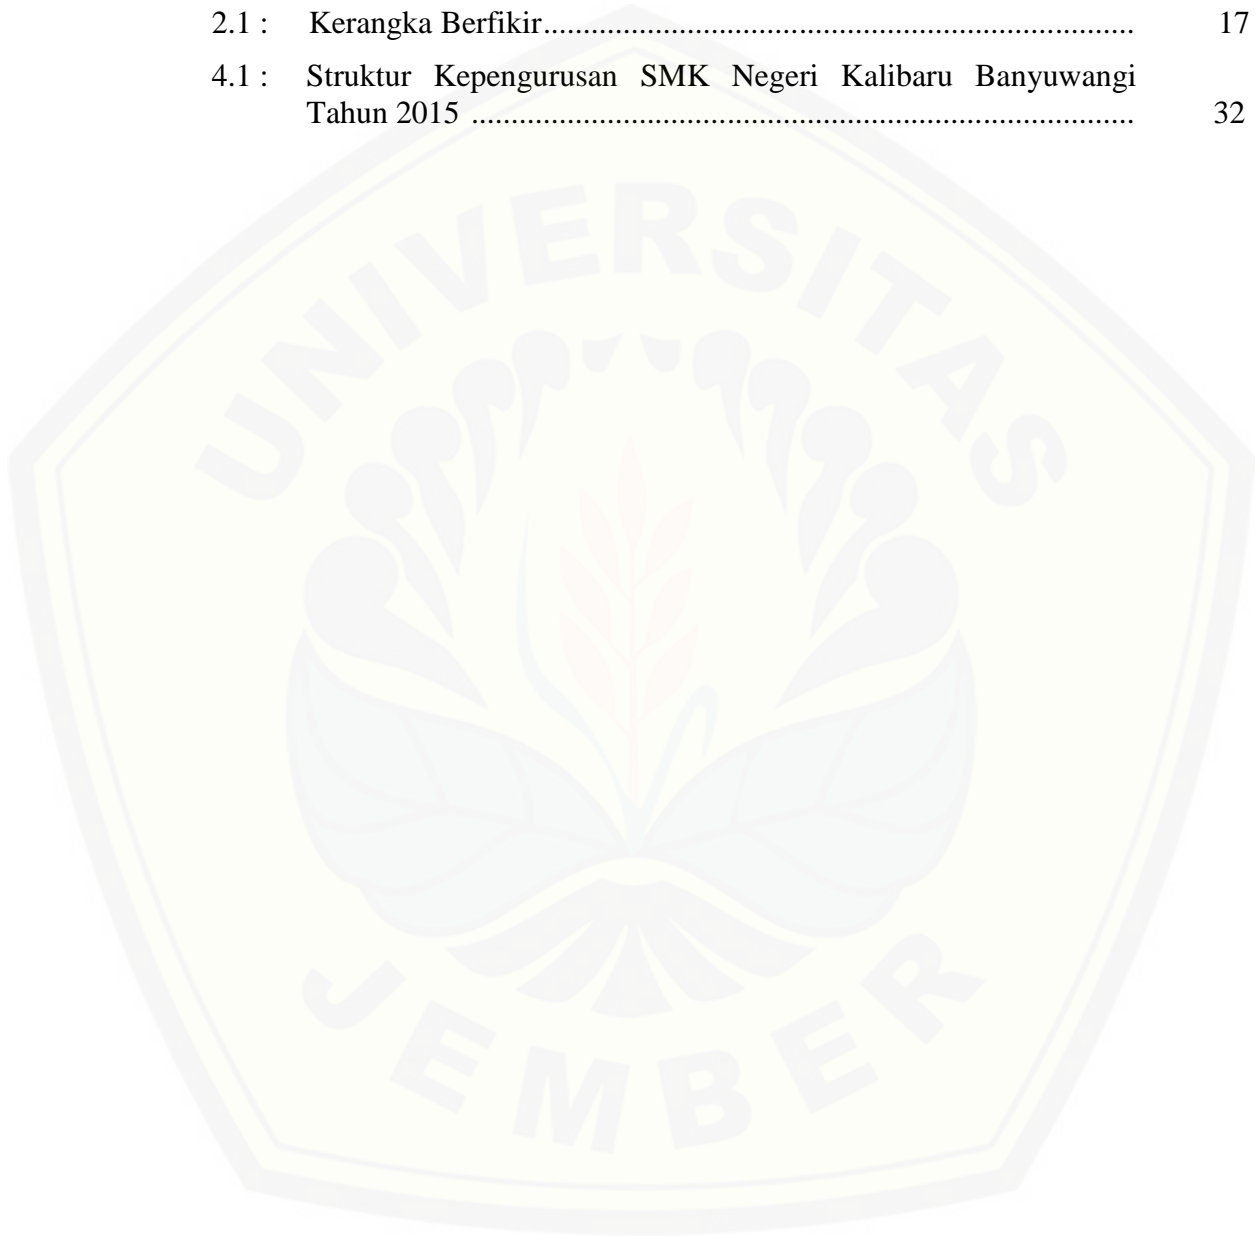 2.1 : Kerangka Berfikir.......................................................................... 17
4.1 : Struktur Kepengurusan SMK Negeri Kalibaru Banyuwangi
Tahun 2015 ................................................................................... 32
UNIVERSITAS
JEMBER